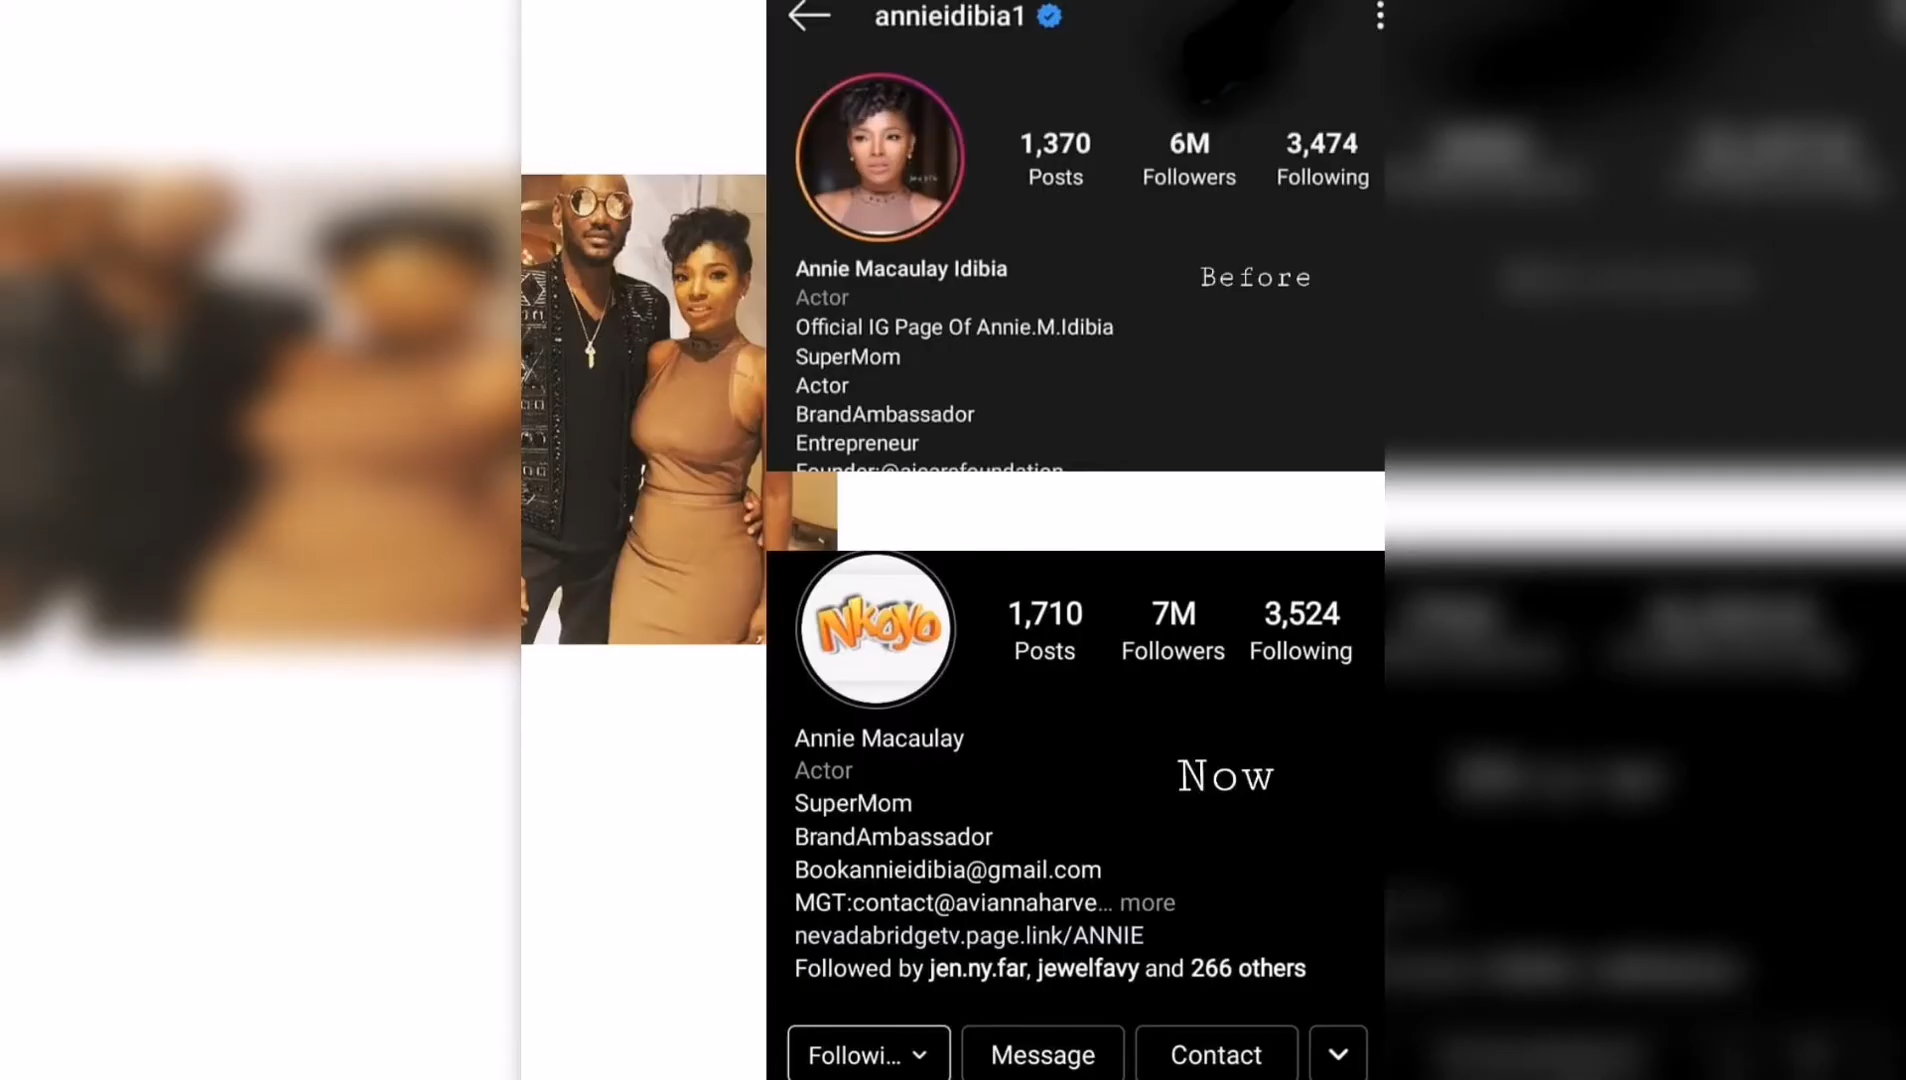 annieidibia1
1,370 6M 3,474
Posts Followers Following
Annie Macaulay Idibia
Before
Actor
Official IG Page Of Annie.M.Idibia
SuperMom
Actor
BrandAmbassador
Entrepreneur
Founder:@aicarefoundation
Nkoyo
1,710 7M 3,524
Posts Followers Following
Annie Macaulay
Actor
Now
SuperMom
BrandAmbassador
Bookannieidibia@gmail.com
MGT:contact@aviannaharve... more
nevadabridgetv.page.link/ANNIE
Followed by jen.ny.far, jewelfavy and 266 others
Followi... Message Contact